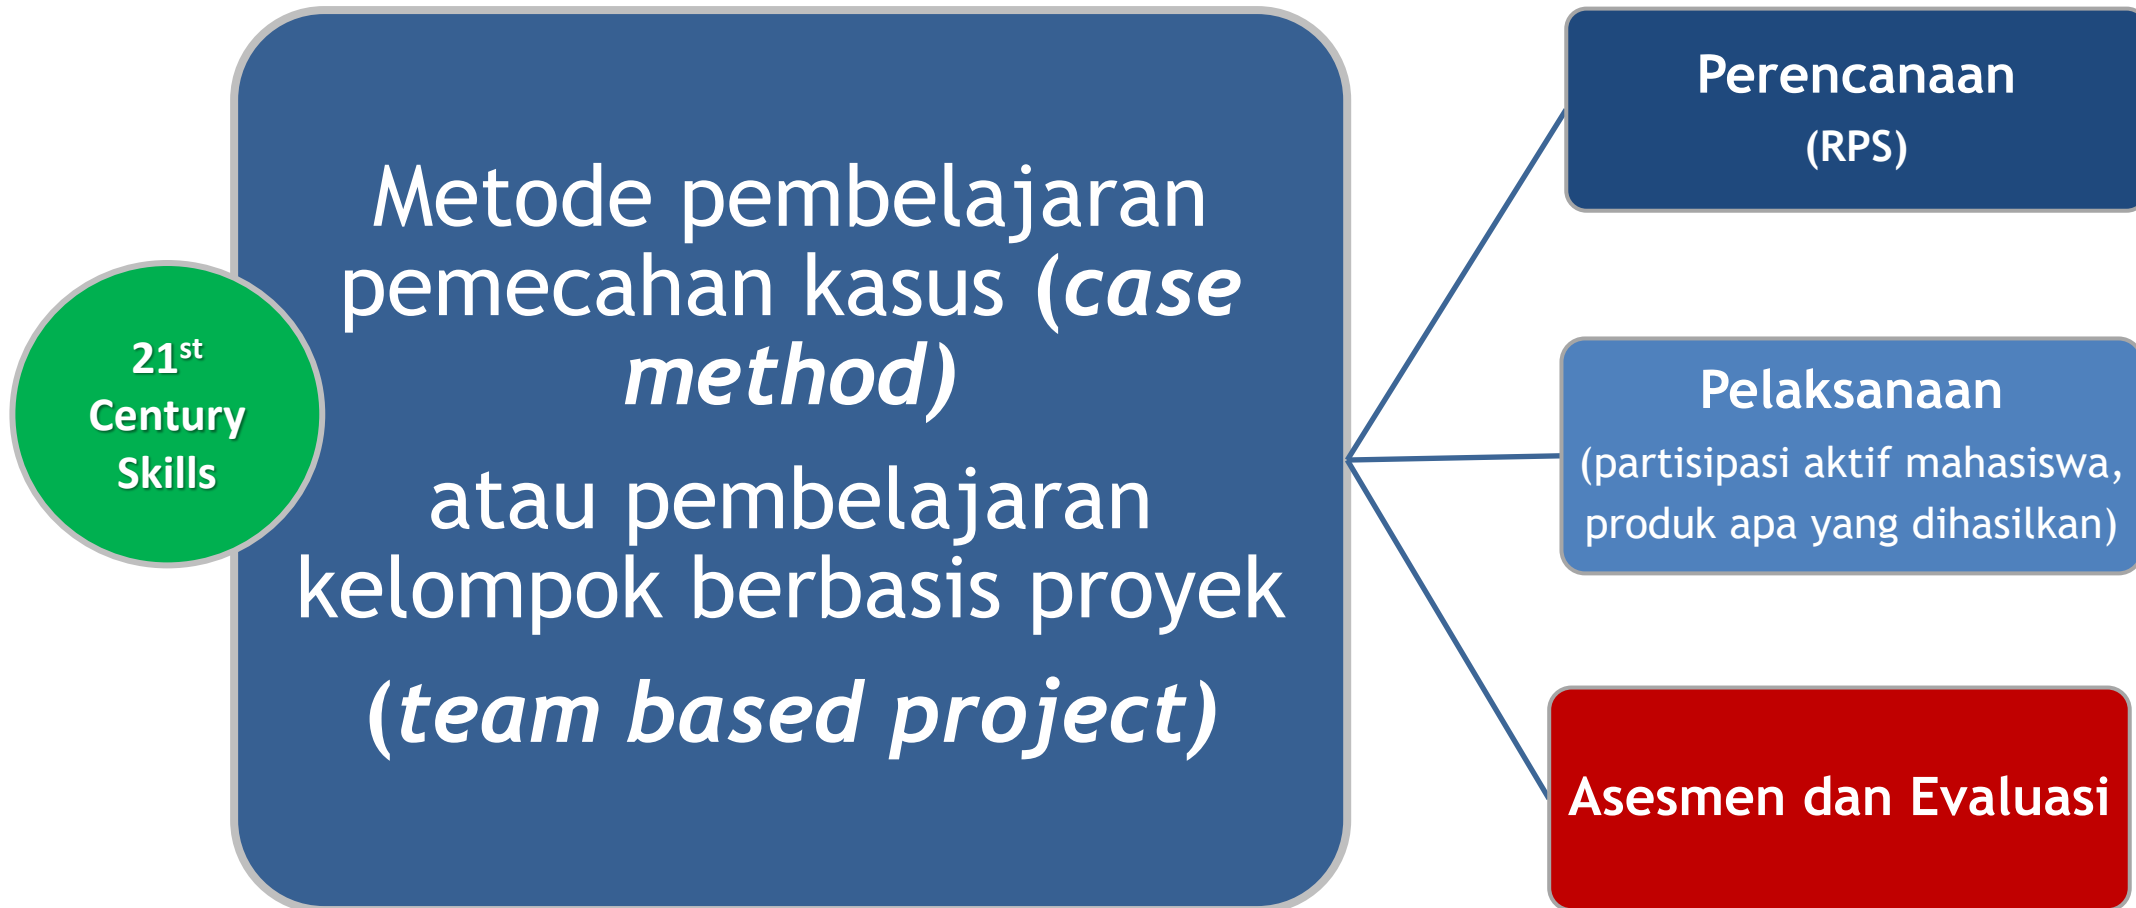 21st
Century
Skills
Metode pembelajaran
pemecahan kasus (case
method)
atau pembelajaran
kelompok berbasis proyek
(team based project)
Perencanaan
(RPS)
Pelaksanaan
(partisipasi aktif mahasiswa,
produk apa yang dihasilkan)
Asesmen dan Evaluasi